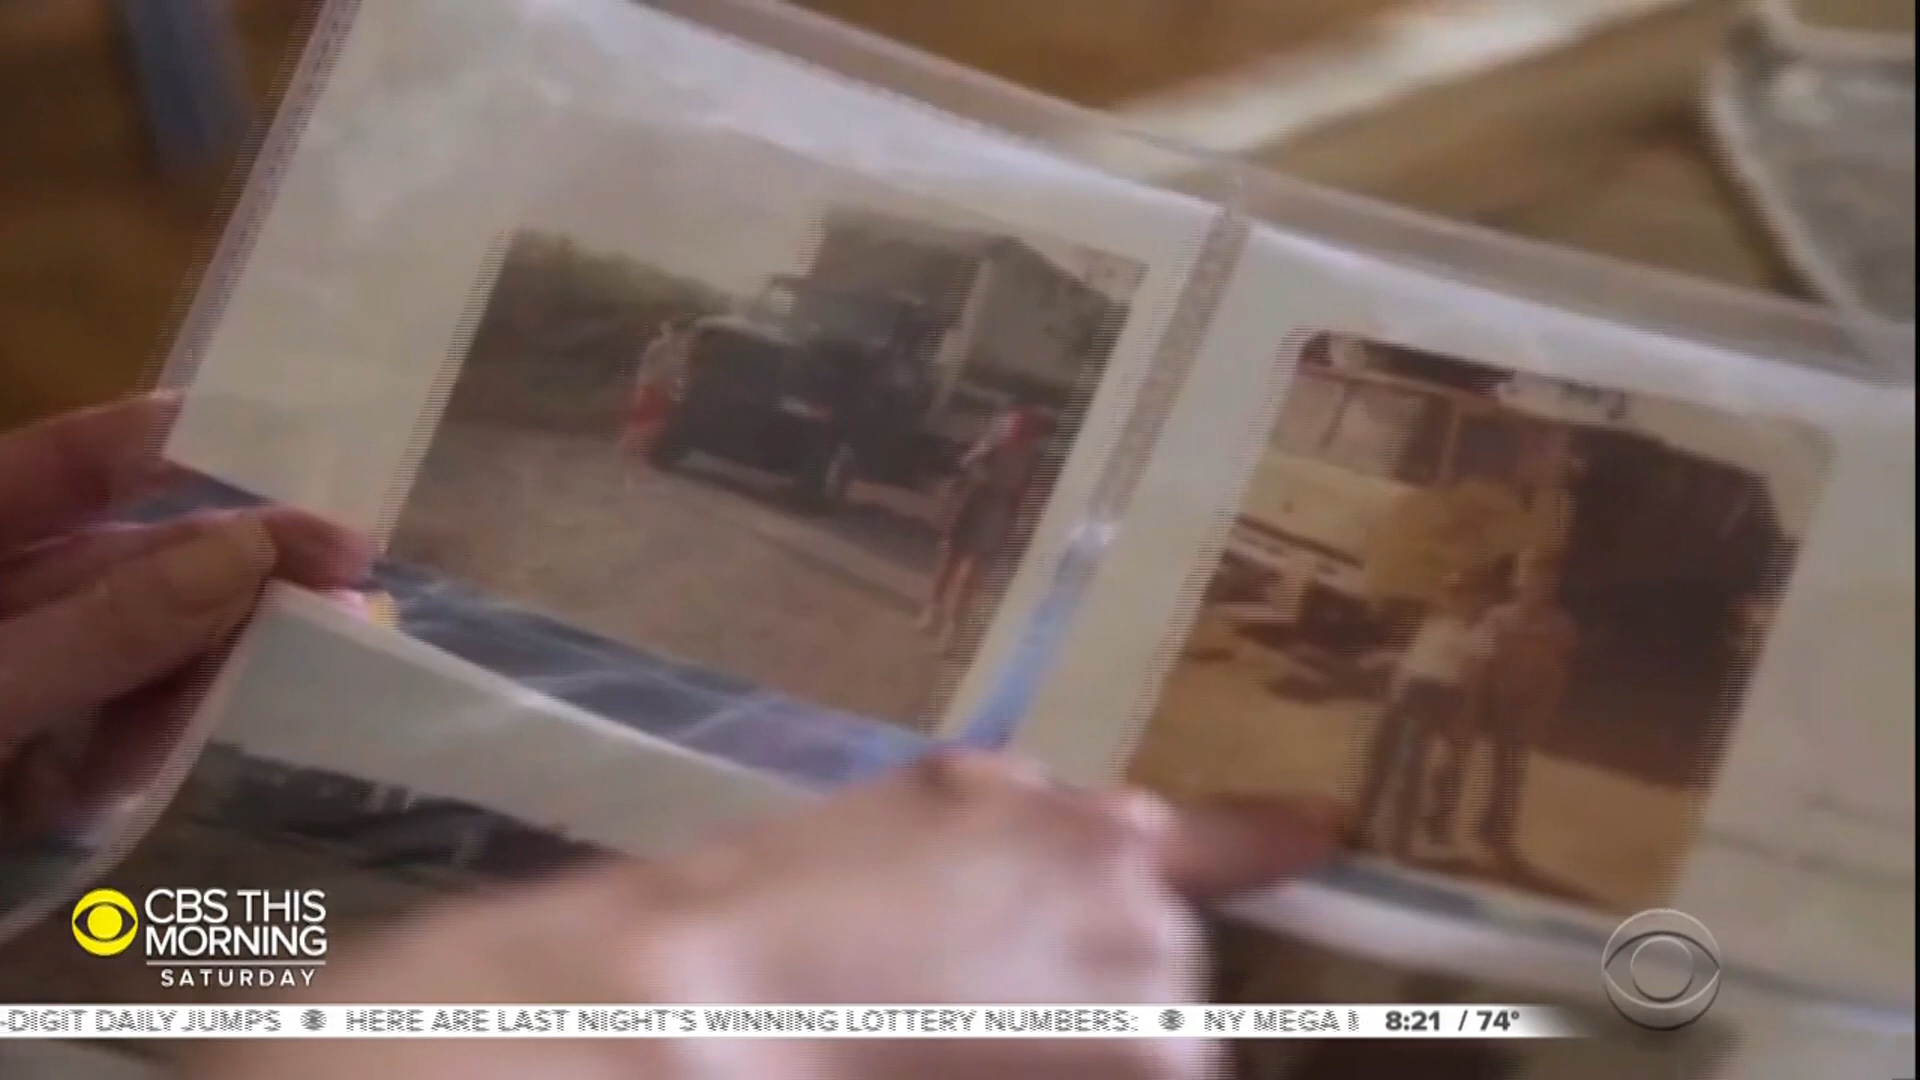 CBS THIS
MORNING
SATURDAY
-DIGIT DAILY JUMPS HERE ARE LAST NIGHT'S WINNING LOTTERY NUMBERS: NY MEGA 8:21 / 74°